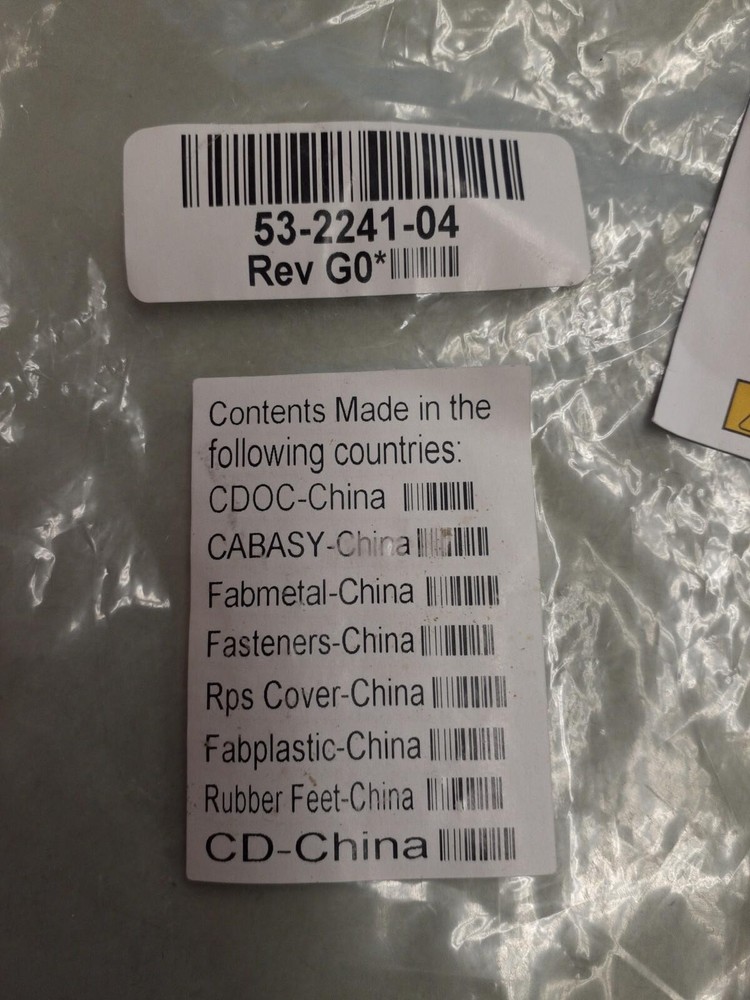 53-2241-04
Rev G0*
Contents Made in the
following countries:
CDOC-China
CABASY-China
Fabmetal-China
Fasteners-China
Rps Cover-China
Fabplastic-China
Rubber Feet-China
CD-China